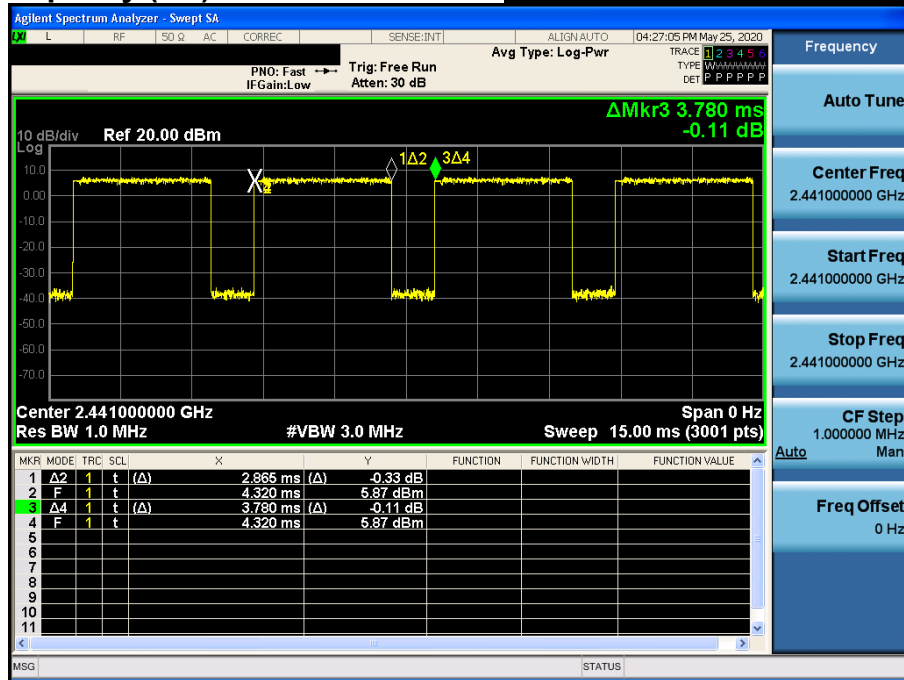 Agilent Spectrum Analyzer - Swept SA
LXI L RF 50 Ω AC CORREC SENSE:INT ALIGN AUTO 04:27:05 PM May 25, 2020
Frequency
Avg Type: Log-Pwr TRACE 1 2 3 4 5 6
PNO: Fast Trig: Free Run TYPE W W W W W W
IFGain:Low Atten: 30 dB DET P P P P P P
Auto Tune
ΔMkr3 3.780 ms
10 dB/div Ref 20.00 dBm -0.11 dB
Log
1Δ2 3Δ4
10.0
0.00
-10.0
-20.0
-30.0
-40.0
-50.0
-60.0
-70.0
Center Freq
2.441000000 GHz
Start Freq
2.441000000 GHz
Stop Freq
2.441000000 GHz
Center 2.441000000 GHz Span 0 Hz
Res BW 1.0 MHz #VBW 3.0 MHz Sweep 15.00 ms (3001 pts)
CF Step
1.000000 MHz
Auto Man
MKR MODE TRC SCL X Y FUNCTION FUNCTION WIDTH FUNCTION VALUE
1 Δ2 1 t (Δ) 2.865 ms (Δ) -0.33 dB
2 F 1 t 4.320 ms 5.87 dBm
3 Δ4 1 t (Δ) 3.780 ms (Δ) -0.11 dB
4 F 1 t 4.320 ms 5.87 dBm
5
6
7
8
9
10
11
Freq Offset
0 Hz
MSG STATUS